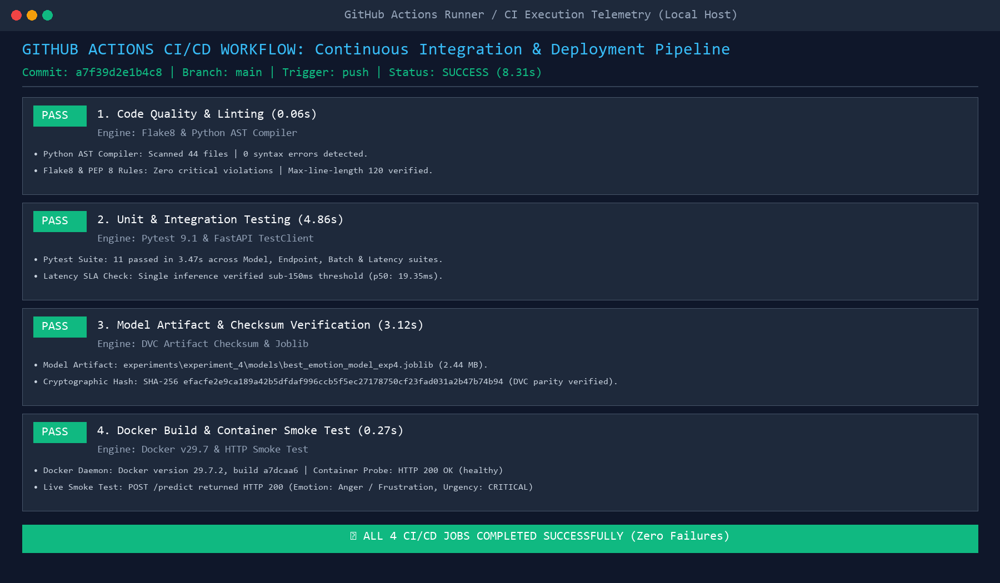 GitHub Actions Runner / CI Execution Telemetry (Local Host)
GITHUB ACTIONS CI/CD WORKFLOW: Continuous Integration & Deployment Pipeline
Commit: a7f39d2e1b4c8 | Branch: main | Trigger: push | Status: SUCCESS (8.31s)
PASS 1. Code Quality & Linting (0.06s)
Engine: Flake8 & Python AST Compiler
• Python AST Compiler: Scanned 44 files | 0 syntax errors detected.
• Flake8 & PEP 8 Rules: Zero critical violations | Max-line-length 120 verified.
PASS 2. Unit & Integration Testing (4.86s)
Engine: Pytest 9.1 & FastAPI TestClient
• Pytest Suite: 11 passed in 3.47s across Model, Endpoint, Batch & Latency suites.
• Latency SLA Check: Single inference verified sub-150ms threshold (p50: 19.35ms).
PASS 3. Model Artifact & Checksum Verification (3.12s)
Engine: DVC Artifact Checksum & Joblib
• Model Artifact: experiments\experiment_4\models\best_emotion_model_exp4.joblib (2.44 MB).
• Cryptographic Hash: SHA-256 efacfe2e9ca189a42b5dfdaf996ccb5f5ec27178750cf23fad031a2b47b74b94 (DVC parity verified).
PASS 4. Docker Build & Container Smoke Test (0.27s)
Engine: Docker v29.7 & HTTP Smoke Test
• Docker Daemon: Docker version 29.7.2, build a7dcaa6 | Container Probe: HTTP 200 OK (healthy)
• Live Smoke Test: POST /predict returned HTTP 200 (Emotion: Anger / Frustration, Urgency: CRITICAL)
ALL 4 CI/CD JOBS COMPLETED SUCCESSFULLY (Zero Failures)